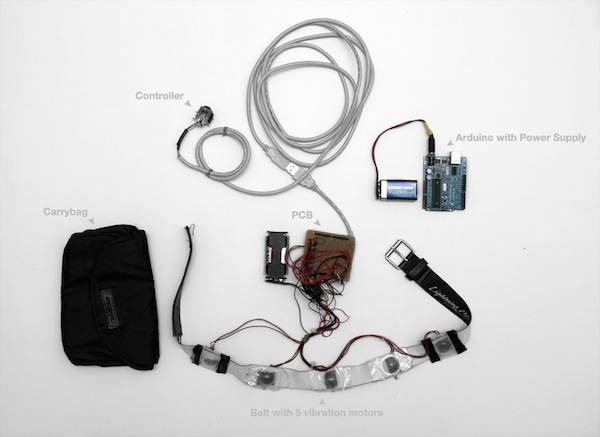 Controller
Arduino with Power Supply
Carrybag
PCB
Belt with 5 vibration motors